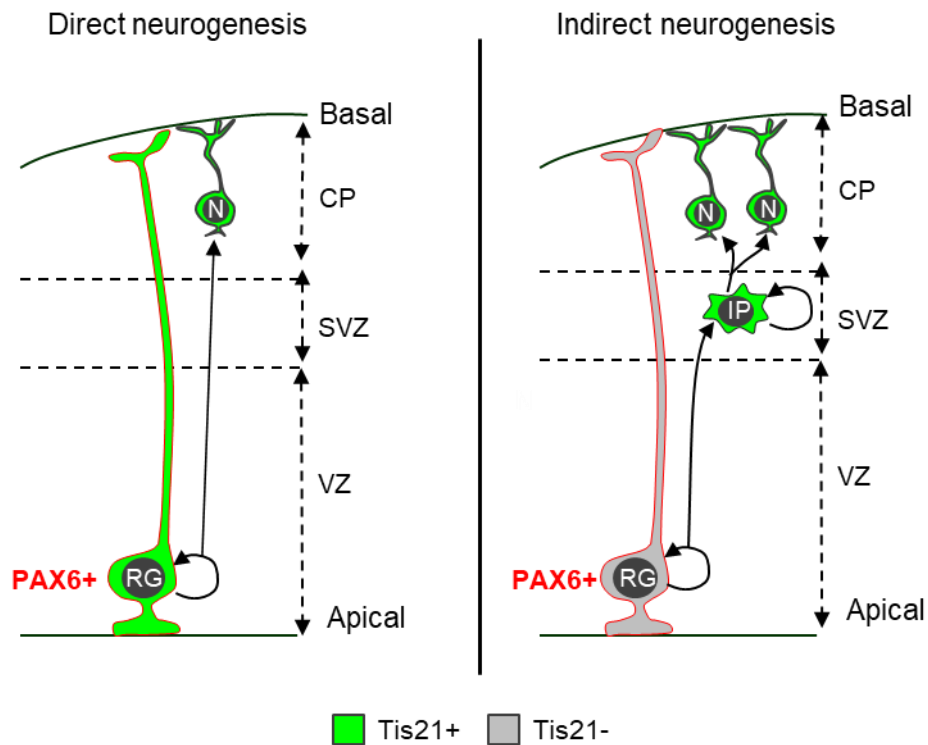 Direct neurogenesis
Basal
CP
N
SVZ
VZ
PAX6+
RG
Apical
Indirect neurogenesis
Basal
CP
N
N
IP
SVZ
VZ
PAX6+
RG
Apical
Tis21+
Tis21-